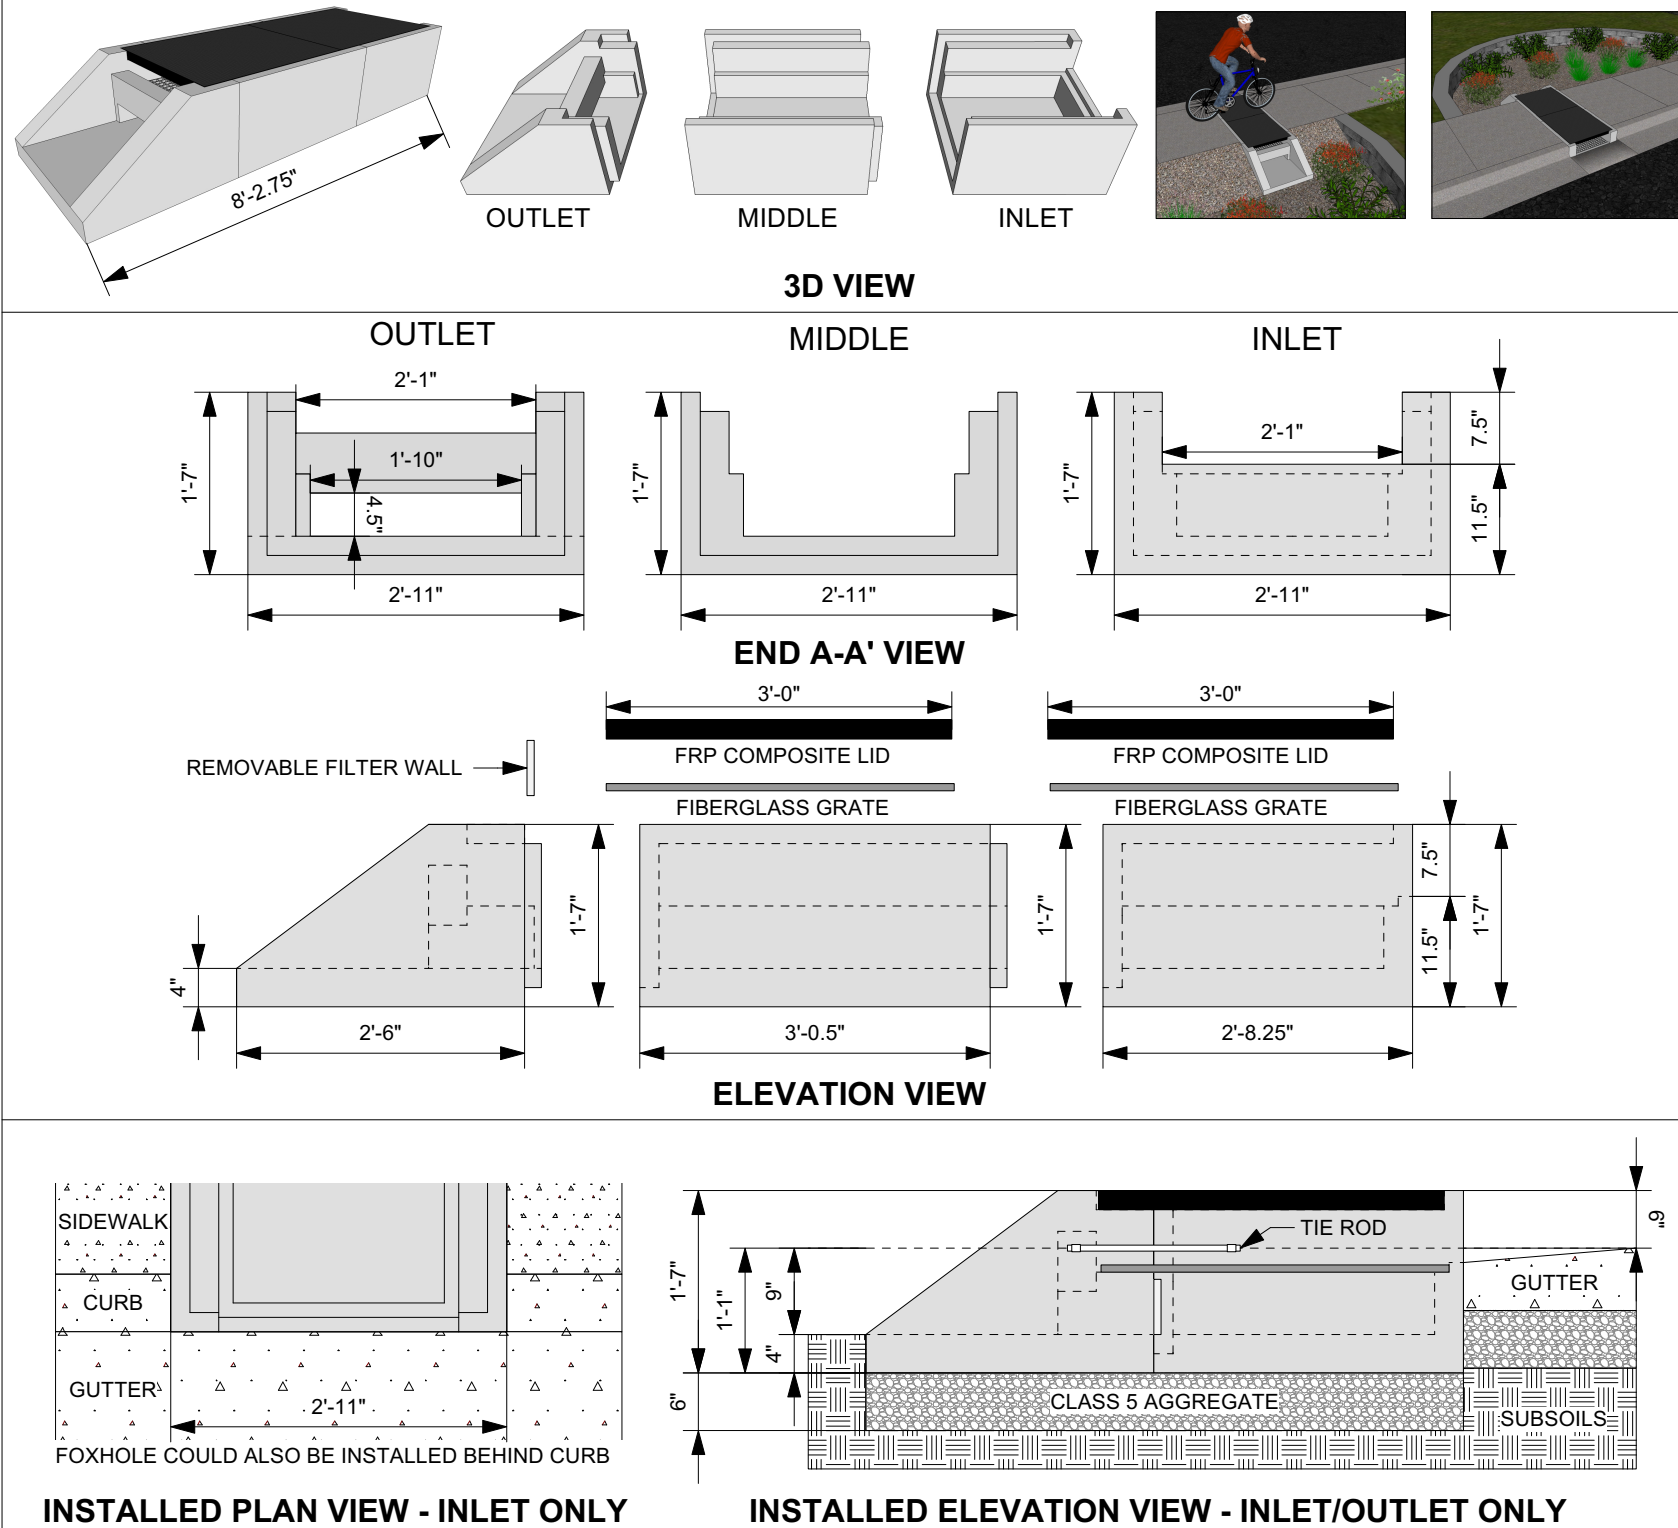 8'-2.75"
OUTLET
MIDDLE
INLET
3D VIEW
OUTLET
MIDDLE
INLET
2'-1"
1'-10"
4.5"
1'-7"
2'-11"
1'-7"
2'-11"
2'-1"
7.5"
1'-7"
11.5"
2'-11"
END A-A' VIEW
3'-0"
3'-0"
FRP COMPOSITE LID
FRP COMPOSITE LID
REMOVABLE FILTER WALL
FIBERGLASS GRATE
FIBERGLASS GRATE
4"
1'-7"
1'-7"
7.5"
11.5"
1'-7"
2'-6"
3'-0.5"
2'-8.25"
ELEVATION VIEW
SIDEWALK
CURB
GUTTER
2'-11"
FOXHOLE COULD ALSO BE INSTALLED BEHIND CURB
INSTALLED PLAN VIEW - INLET ONLY
1'-7"
1'-1"
9"
4"
6"
TIE ROD
6"
GUTTER
CLASS 5 AGGREGATE
SUBSOILS
INSTALLED ELEVATION VIEW - INLET/OUTLET ONLY